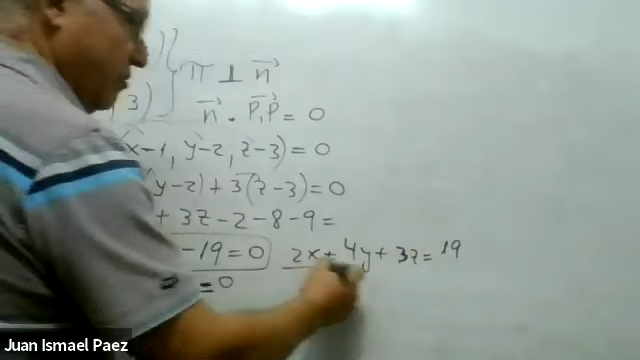 )
π ⊥ n⃗
, 3)
n⃗ · P₁P⃗ = 0
(x-1, y-2, z-3) = 0
(y-2) + 3(z-3) = 0
+ 3z - 2 - 8 - 9 =
- 19 = 0
2x + 4y + 3z = 19
= 0
Juan Ismael Paez